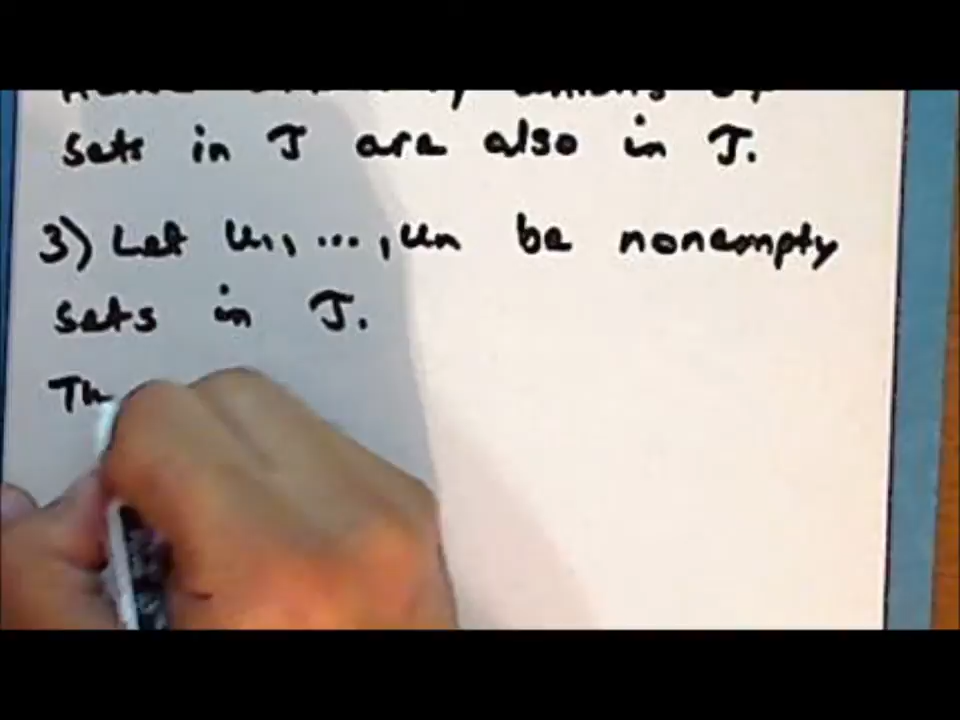 sets in T are also in T.
3) Let U₁, ..., Uₙ be nonempty
sets in T.
Th